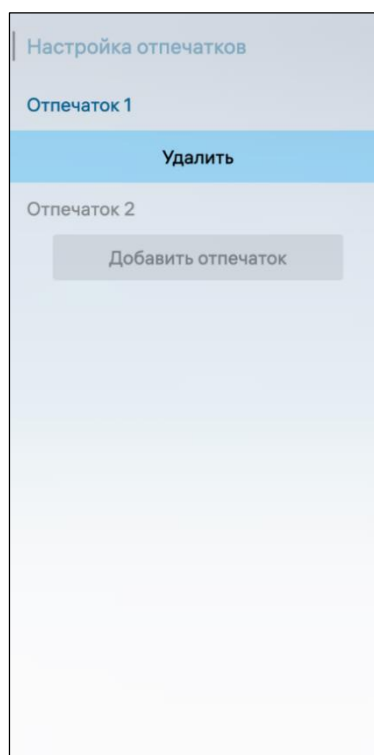 Настройка отпечатков
Отпечаток 1
Удалить
Отпечаток 2
Добавить отпечаток